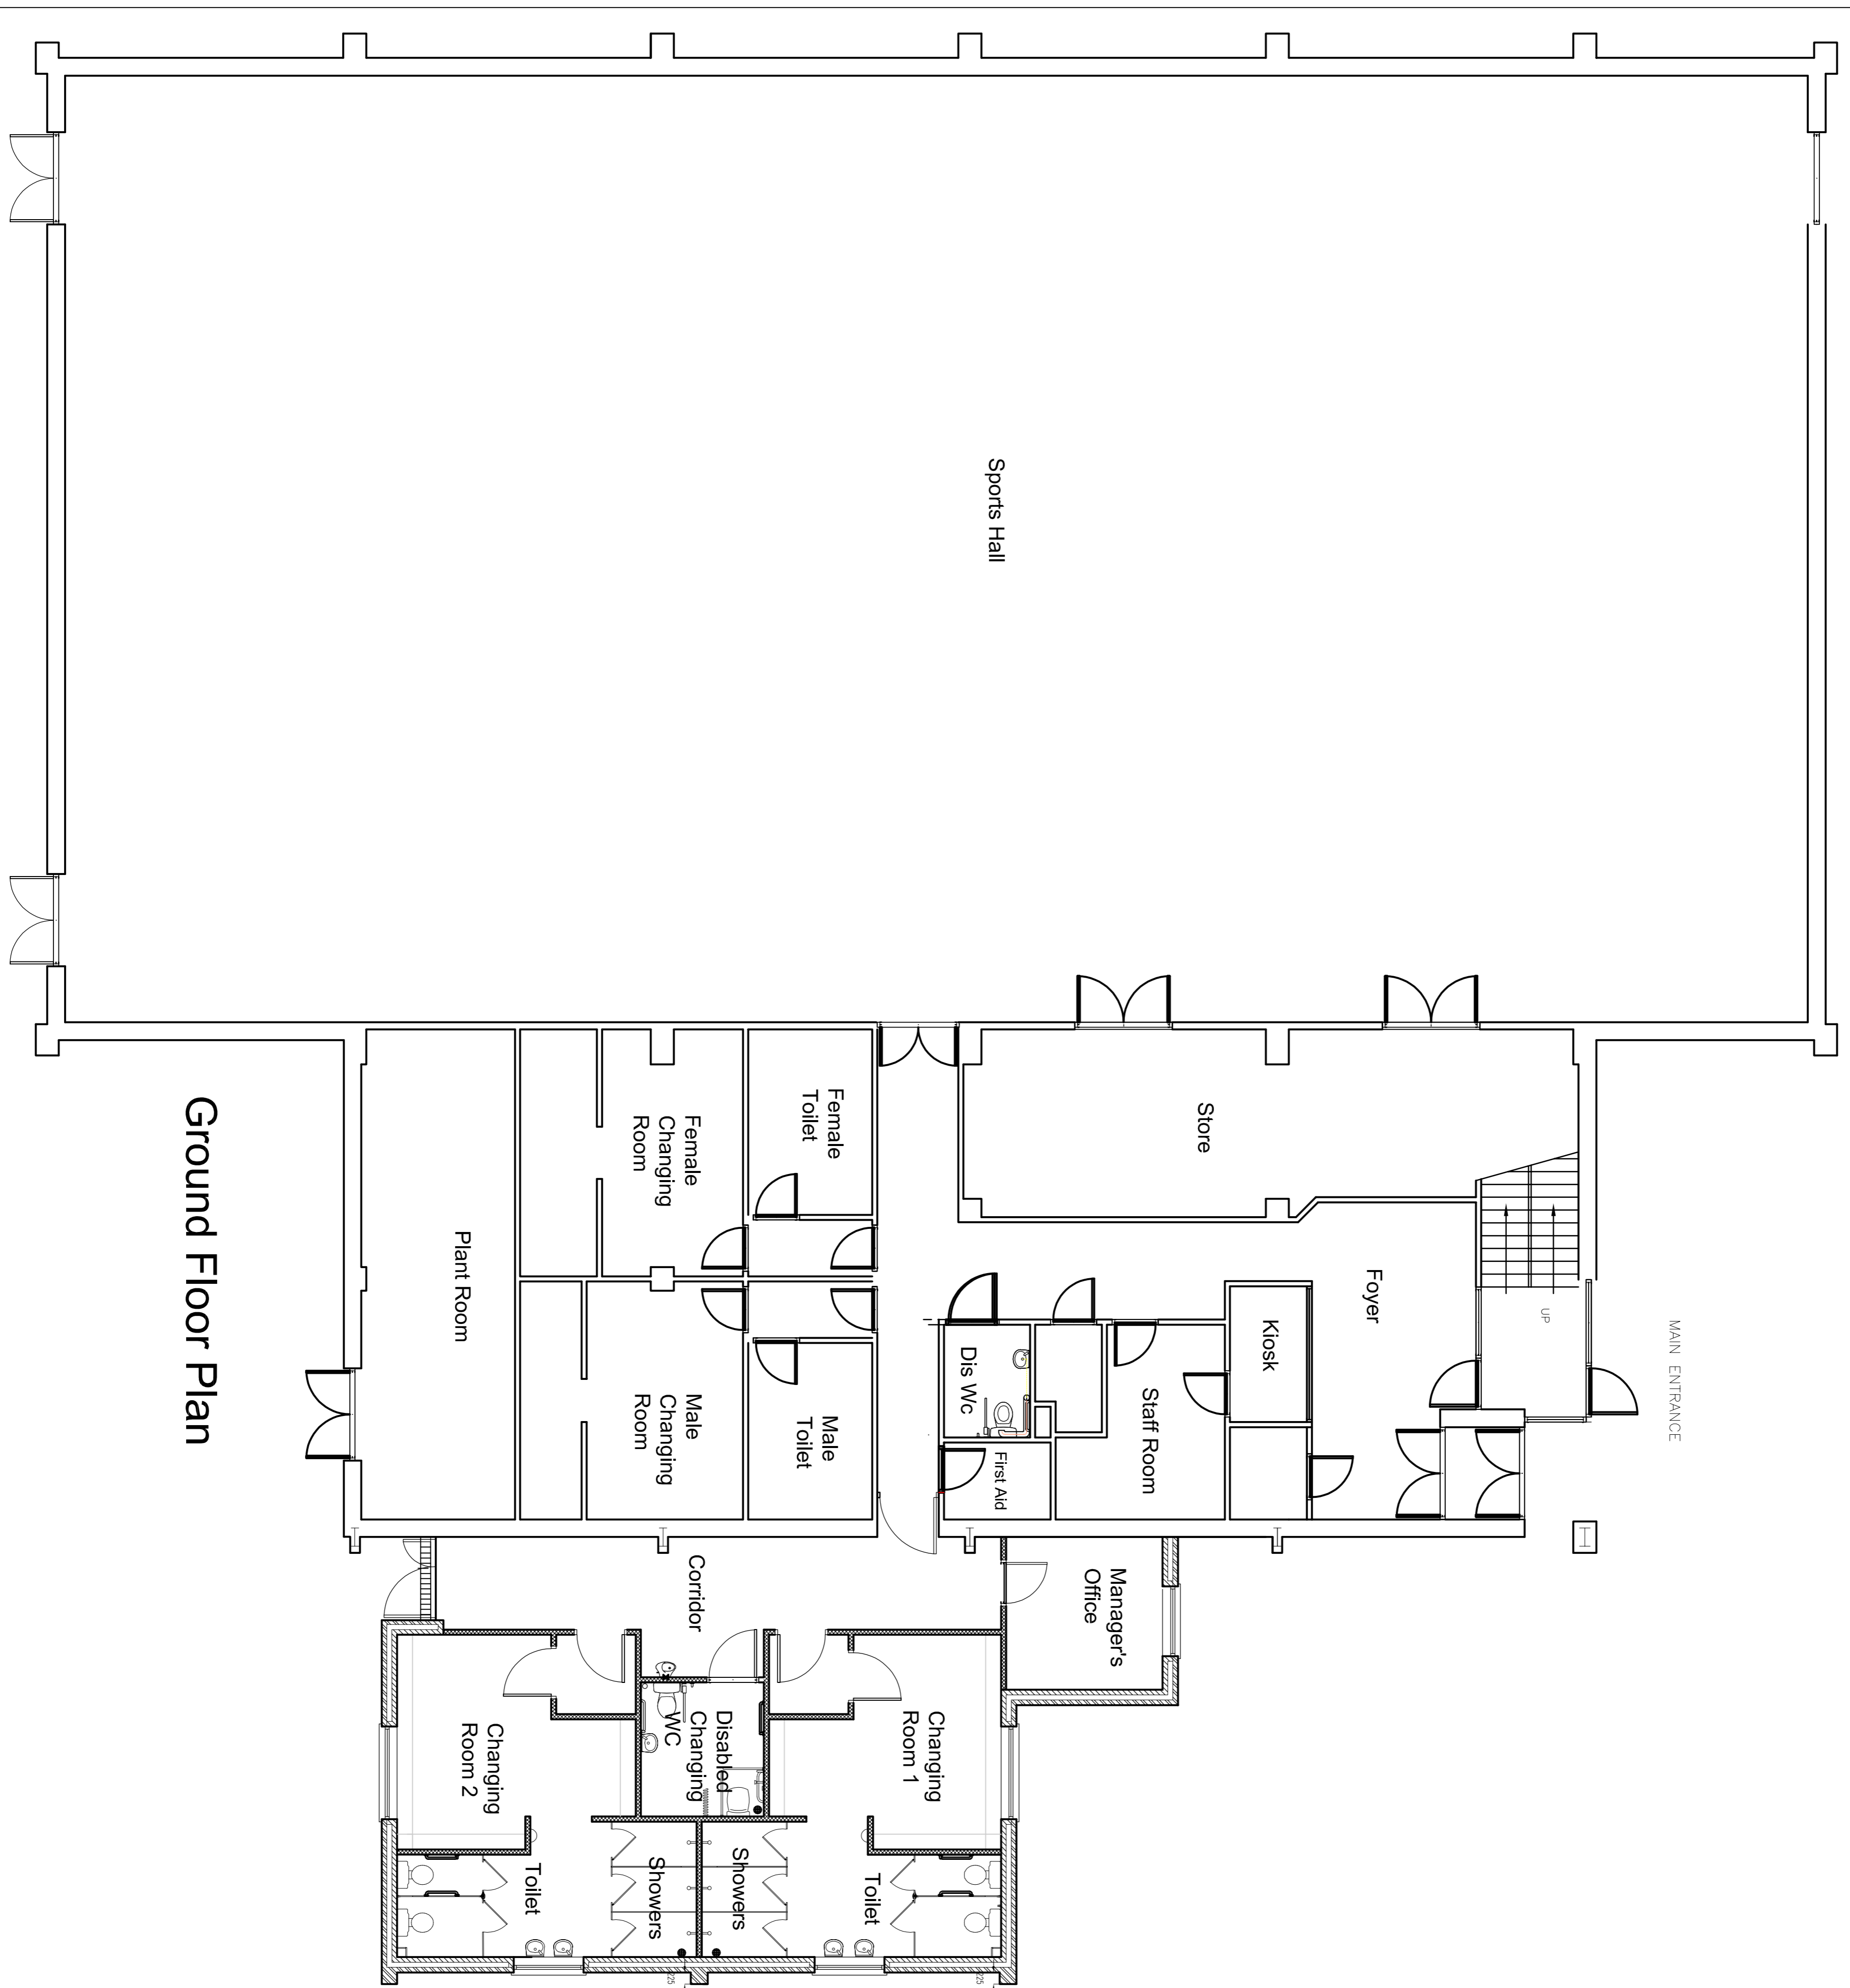 MAIN ENTRANCE
UP
Sports Hall
Store
Foyer
Kiosk
Staff Room
First Aid
Dis Wc
Female
Toilet
Female
Changing
Room
Male
Toilet
Male
Changing
Room
Plant Room
Manager's
Office
Corridor
Changing
Room 1
Disabled
Changing
WC
Changing
Room 2
Toilet
Showers
Showers
Toilet
225
225
Ground Floor Plan